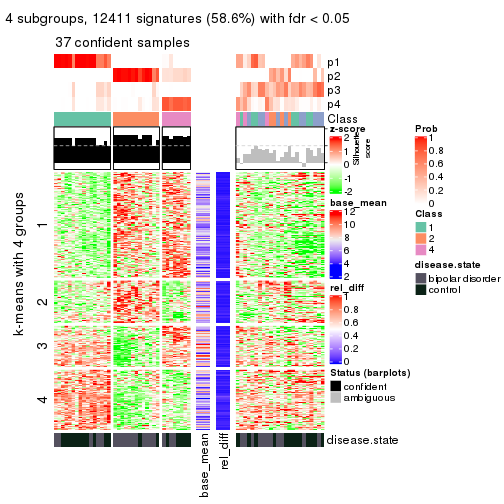 4 subgroups, 12411 signatures (58.6%) with fdr < 0.05
37 confident samples
p1
p2
p3
p4
Class
Silhouette
score
k-means with 4 groups
1
2
3
4
base_mean
rel_diff
disease.state
z-score
2
1
0
-1
-2
base_mean
12
10
8
6
4
2
rel_diff
1
0.8
0.6
0.4
0.2
0
Status (barplots)
confident
ambiguous
Prob
1
0.8
0.6
0.4
0.2
0
Class
1
2
4
disease.state
bipolar disorder
control